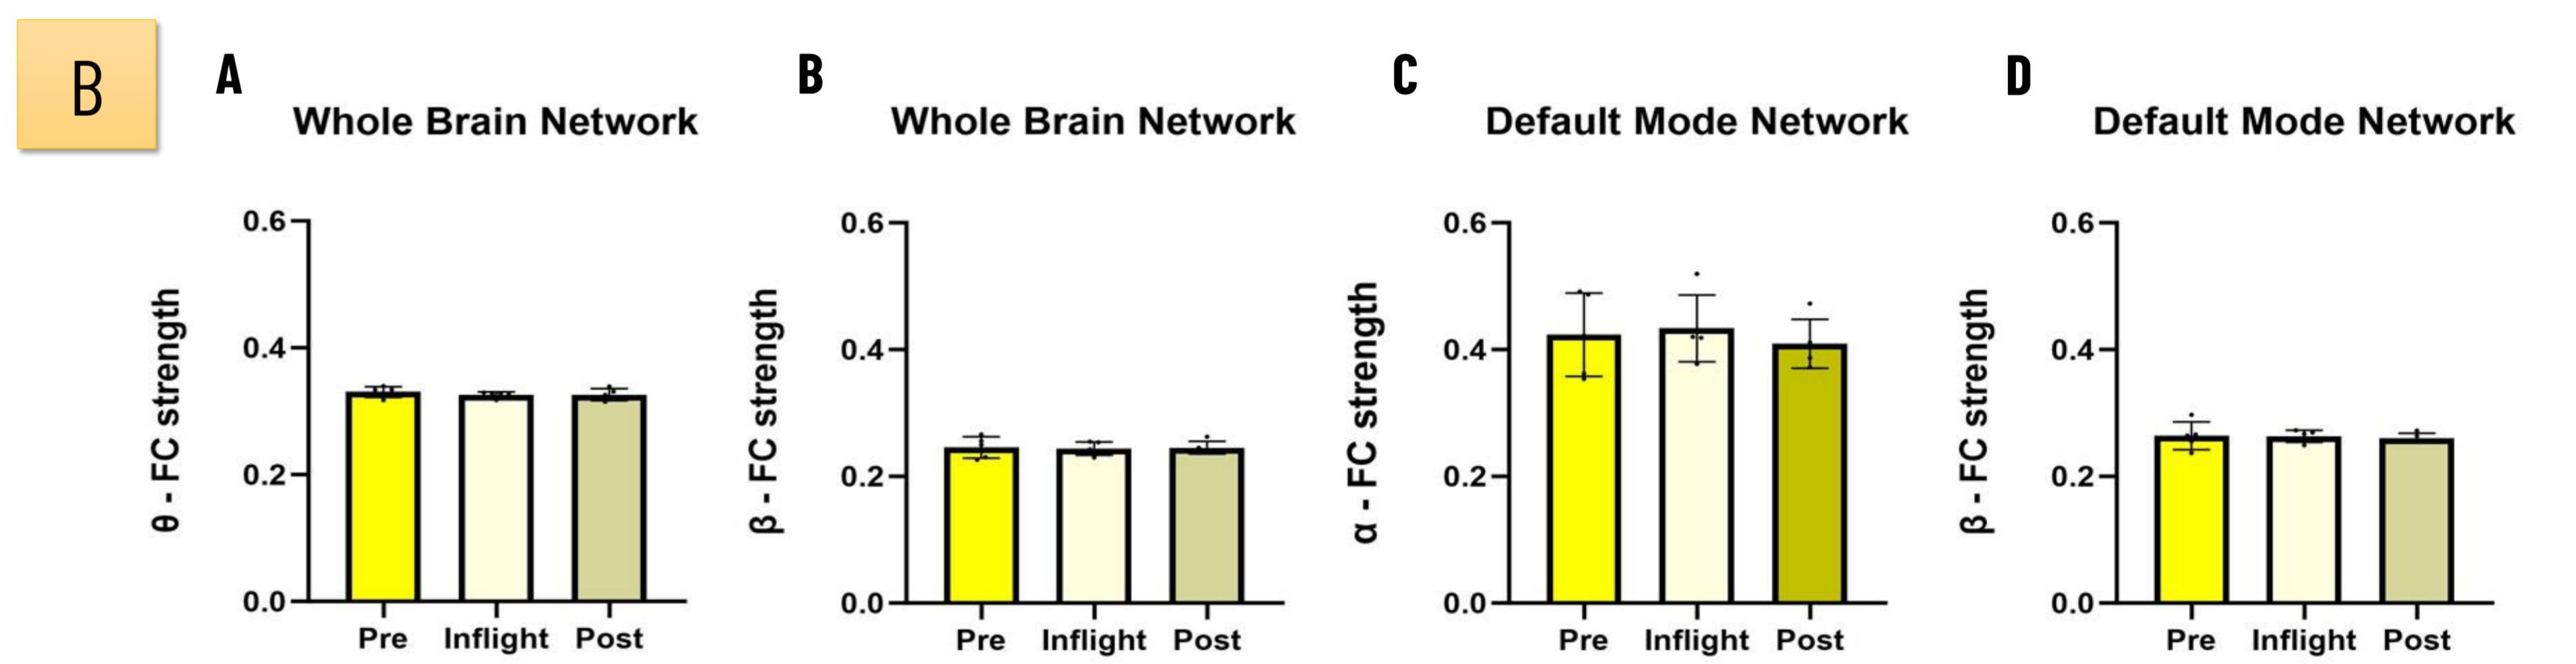 B
A
Whole Brain Network
θ - FC strength
0.6
0.4
0.2
0.0
Pre Inflight Post
B
Whole Brain Network
β - FC strength
0.6
0.4
0.2
0.0
Pre Inflight Post
C
Default Mode Network
α - FC strength
0.6
0.4
0.2
0.0
Pre Inflight Post
D
Default Mode Network
β - FC strength
0.6
0.4
0.2
0.0
Pre Inflight Post